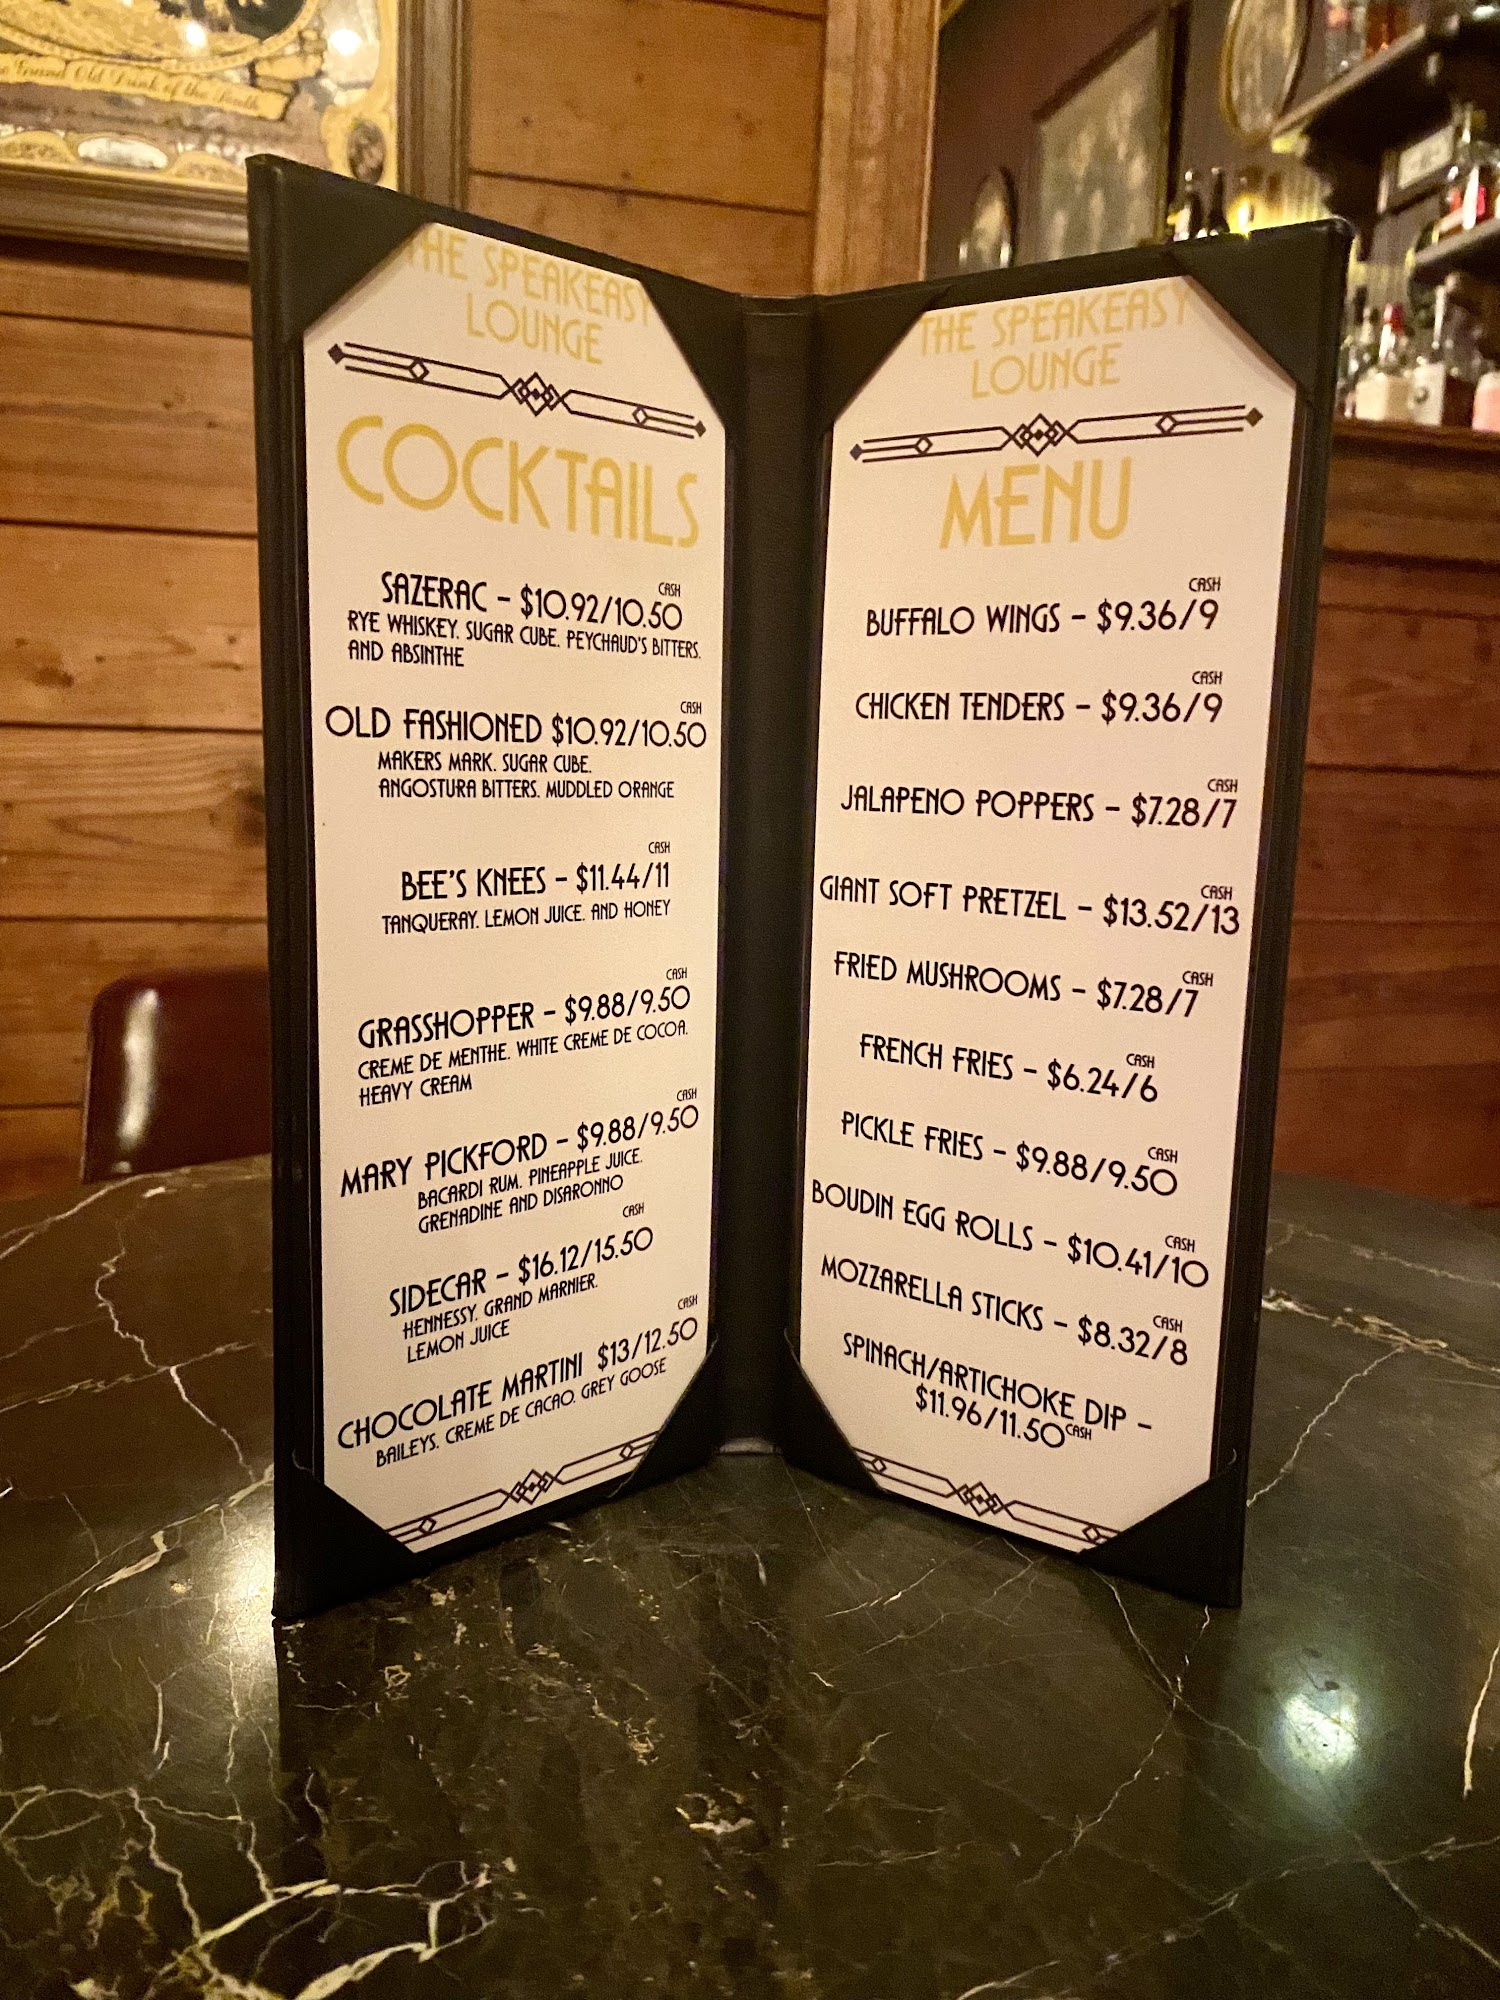 Grand Old Drink of the South
THE SPEAKEASY
LOUNGE
COCKTAILS
CASH
SAZERAC – $10.92/10.50
RYE WHISKEY. SUGAR CUBE. PEYCHAUD'S BITTERS.
AND ABSINTHE
CASH
OLD FASHIONED $10.92/10.50
MAKERS MARK. SUGAR CUBE.
ANGOSTURA BITTERS. MUDDLED ORANGE
CASH
BEE'S KNEES – $11.44/11
TANQUERAY. LEMON JUICE. AND HONEY
CASH
GRASSHOPPER – $9.88/9.50
CREME DE MENTHE. WHITE CREME DE COCOA.
HEAVY CREAM
CASH
MARY PICKFORD – $9.88/9.50
BACARDI RUM. PINEAPPLE JUICE.
GRENADINE AND DISARONNO
CASH
SIDECAR – $16.12/15.50
HENNESSY. GRAND MARNIER.
LEMON JUICE
CASH
CHOCOLATE MARTINI $13/12.50
BAILEYS. CREME DE CACAO. GREY GOOSE
THE SPEAKEASY
LOUNGE
MENU
CASH
BUFFALO WINGS – $9.36/9
CASH
CHICKEN TENDERS – $9.36/9
CASH
JALAPENO POPPERS – $7.28/7
CASH
GIANT SOFT PRETZEL – $13.52/13
CASH
FRIED MUSHROOMS – $7.28/7
CASH
FRENCH FRIES – $6.24/6
CASH
PICKLE FRIES – $9.88/9.50
CASH
BOUDIN EGG ROLLS – $10.41/10
CASH
MOZZARELLA STICKS – $8.32/8
SPINACH/ARTICHOKE DIP –
$11.96/11.50 CASH